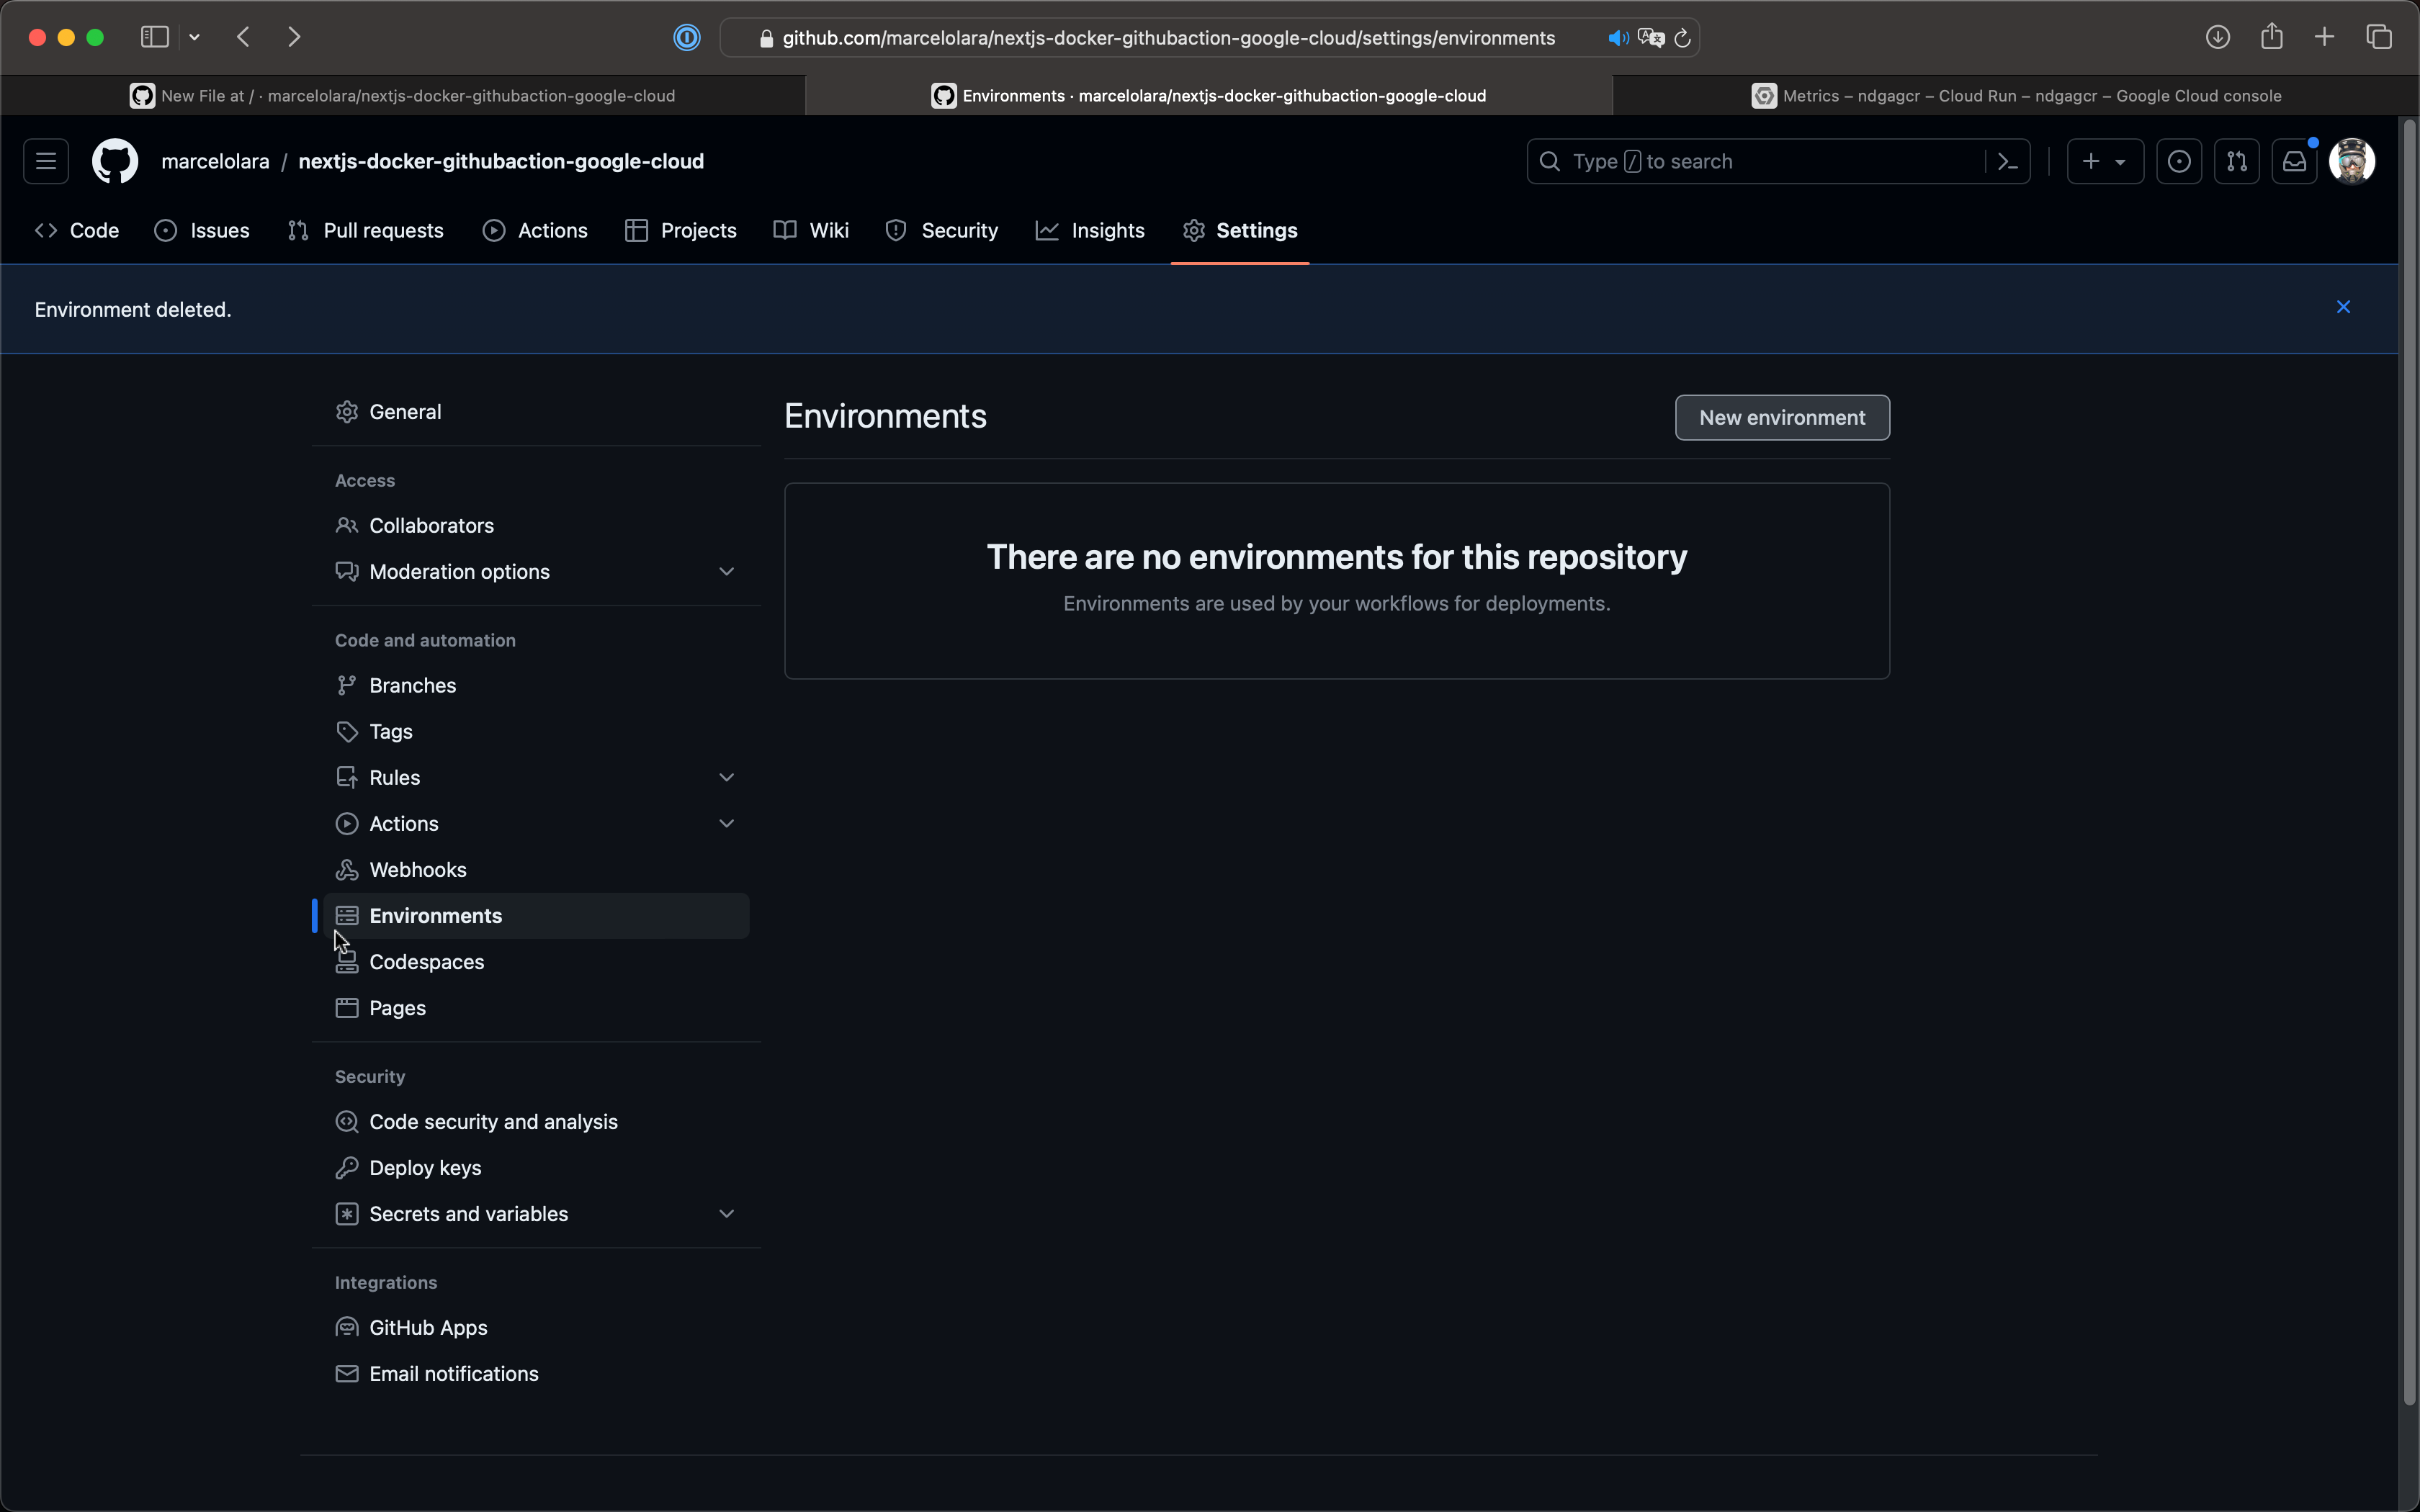 github.com/marcelolara/nextjs-docker-githubaction-google-cloud/settings/environments
New File at / · marcelolara/nextjs-docker-githubaction-google-cloud
Environments · marcelolara/nextjs-docker-githubaction-google-cloud
Metrics – ndgagcr – Cloud Run – ndgagcr – Google Cloud console
marcelolara / nextjs-docker-githubaction-google-cloud
Type / to search
Code
Issues
Pull requests
Actions
Projects
Wiki
Security
Insights
Settings
Environment deleted.
General
Access
Collaborators
Moderation options
Code and automation
Branches
Tags
Rules
Actions
Webhooks
Environments
Codespaces
Pages
Security
Code security and analysis
Deploy keys
Secrets and variables
Integrations
GitHub Apps
Email notifications
Environments
New environment
There are no environments for this repository
Environments are used by your workflows for deployments.